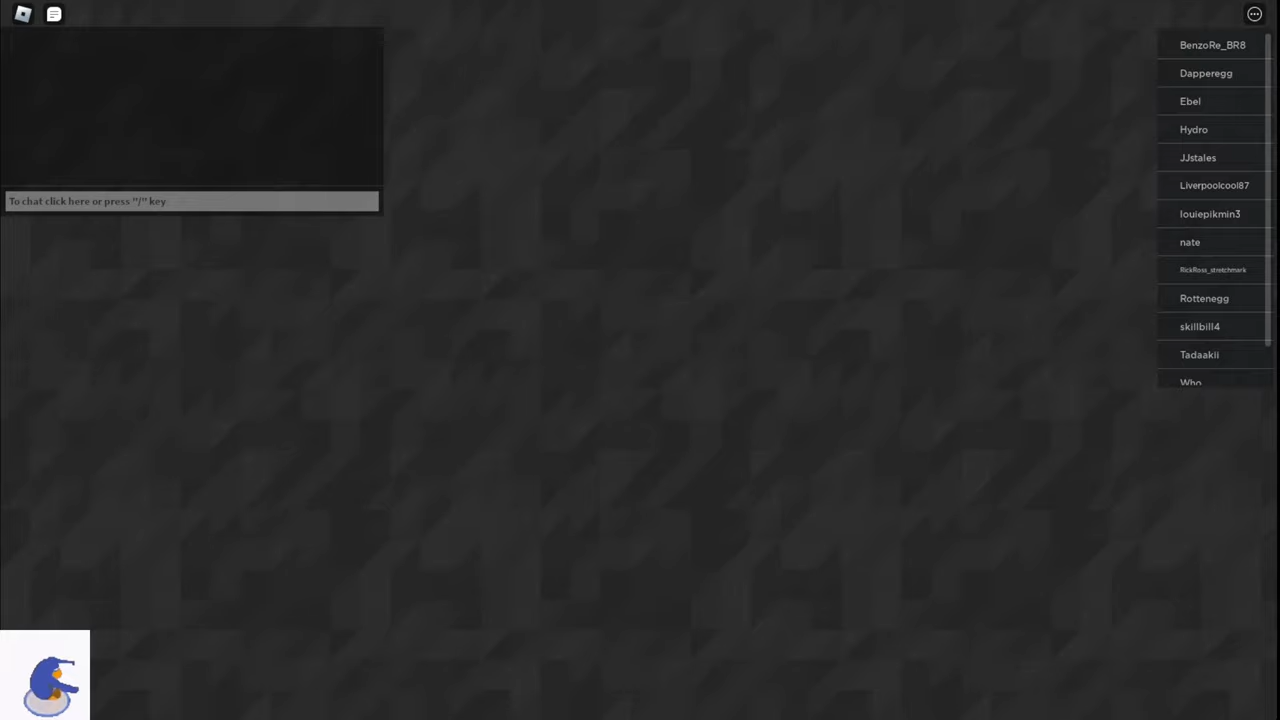 To chat click here or press "/" key
BenzoRe_BR8
Dapperegg
Ebel
Hydro
JJstales
Liverpoolcool87
louiepikmin3
nate
RickRoss_stretchmark
Rottenegg
skillbill4
Tadaakii
Who